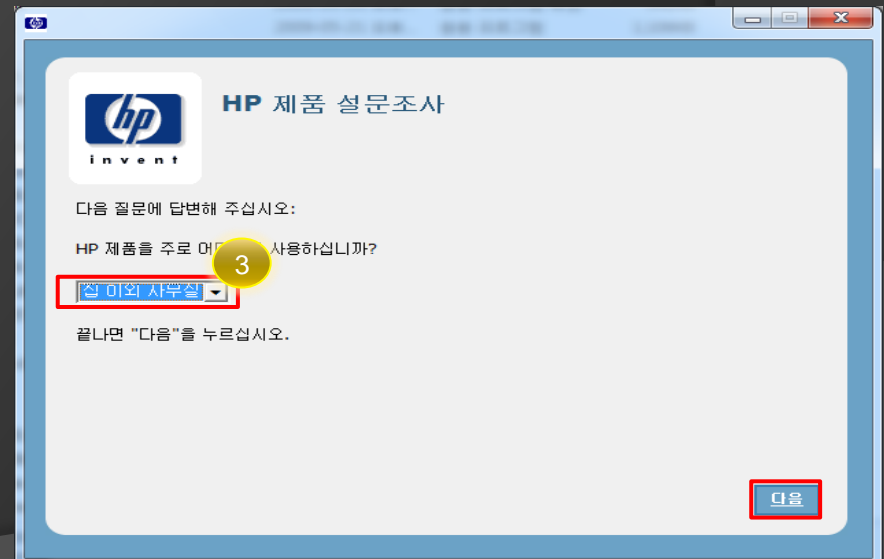 hp
invent
HP 제품 설문조사
다음 질문에 답변해 주십시오:
HP 제품을 주로 사용하십니까?
3
집 이외 사무실
끝나면 "다음"을 누르십시오.
다음